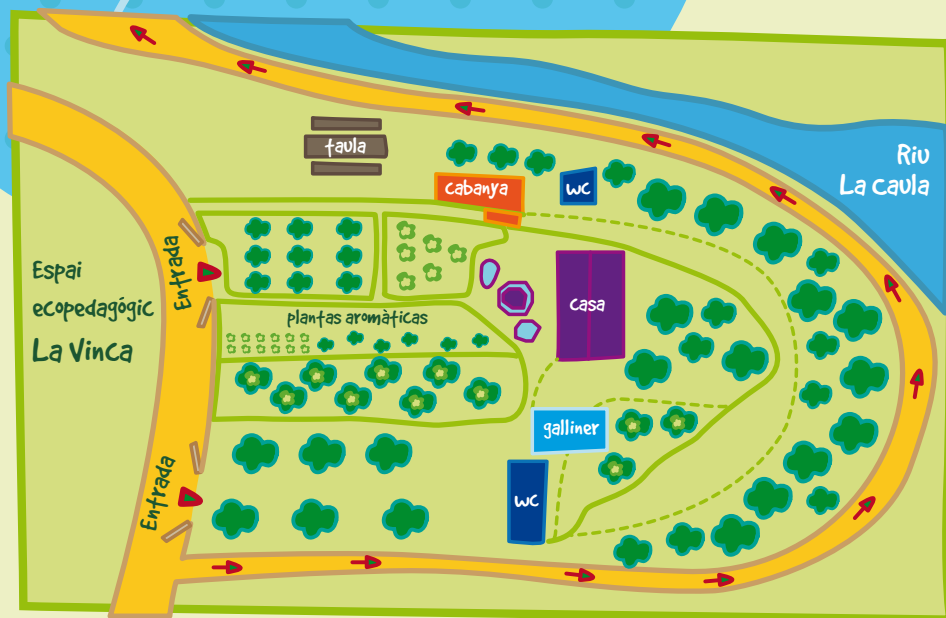 taula
cabanya
WC
Riu
La Caula
Entrada
Espai
ecopedagógic
La Vinca
casa
plantas aromàticas
galliner
WC
Entrada